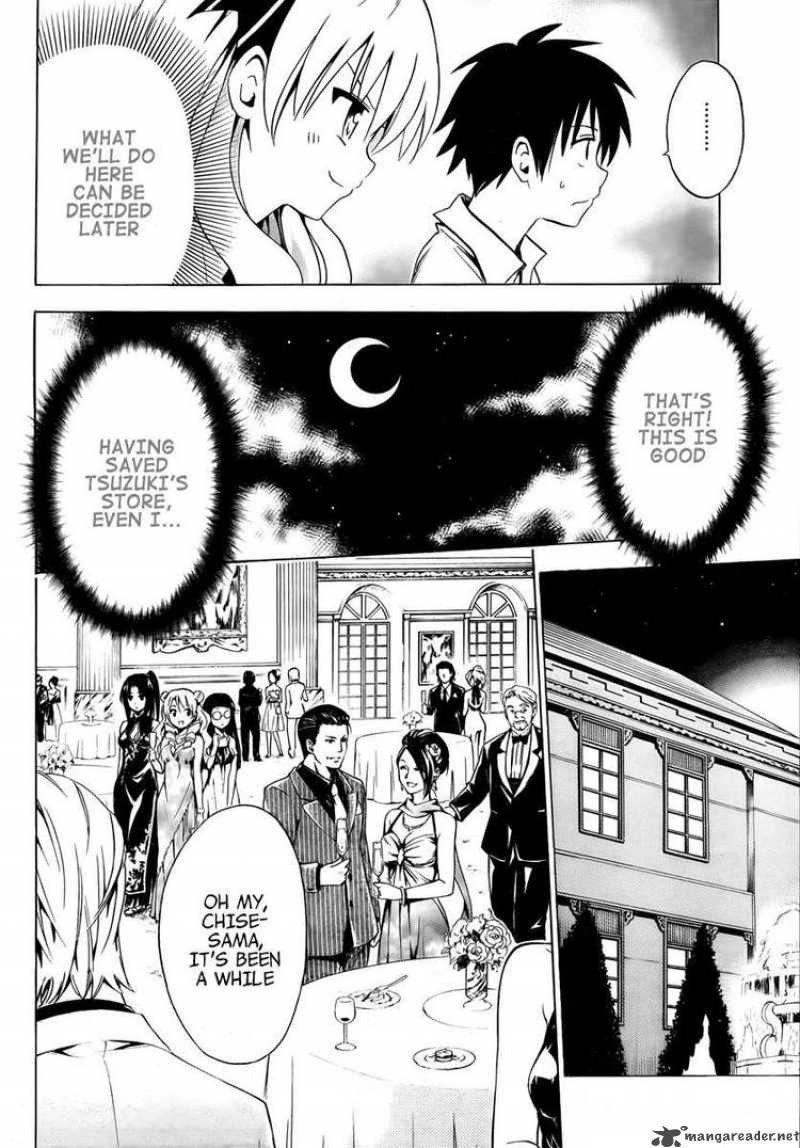 .........
WHAT
WE'LL DO
HERE
CAN BE
DECIDED
LATER
THAT'S
RIGHT!
THIS IS
GOOD
HAVING
SAVED
TSUZUKI'S
STORE,
EVEN I...
OH MY,
CHISE-
SAMA,
IT'S BEEN
A WHILE
mangareader.net